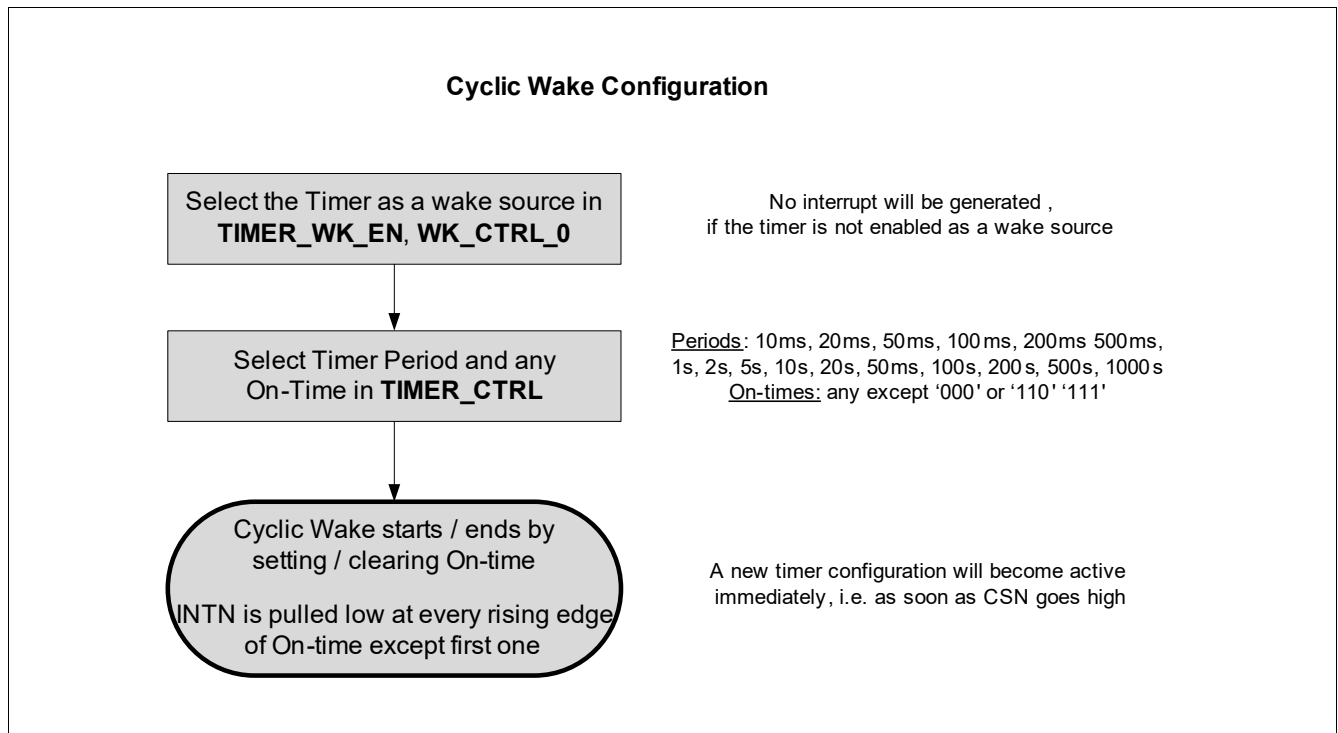 Cyclic Wake Configuration
Select the Timer as a wake source in
TIMER_WK_EN, WK_CTRL_0
No interrupt will be generated ,
if the timer is not enabled as a wake source
Select Timer Period and any
On-Time in TIMER_CTRL
Periods: 10ms, 20ms, 50ms, 100ms, 200ms 500ms,
1s, 2s, 5s, 10s, 20s, 50ms, 100s, 200s, 500s, 1000s
On-times: any except ‘000' or ‘110' ‘111'
Cyclic Wake starts / ends by
setting / clearing On-time
INTN is pulled low at every rising edge
of On-time except first one
A new timer configuration will become active
immediately, i.e. as soon as CSN goes high